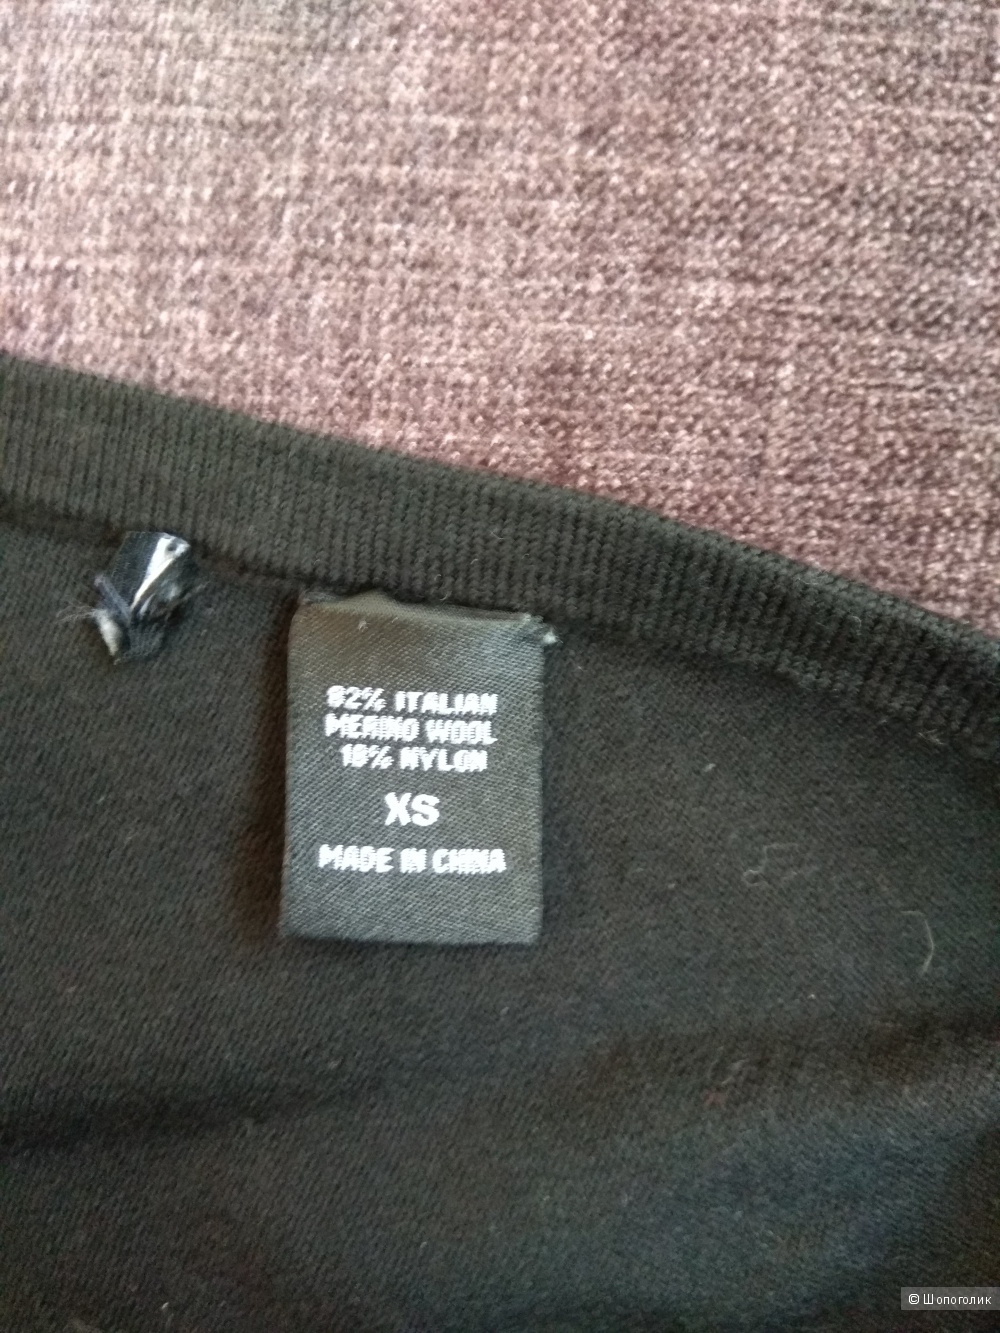 82% ITALIAN
MERINO WOOL
18% NYLON
XS
MADE IN CHINA
© Шопоголик